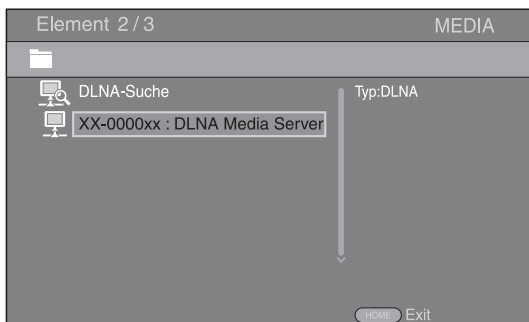 Element 2 / 3
MEDIA
DLNA-Suche
Typ:DLNA
XX-0000xx : DLNA Media Server
HOME Exit